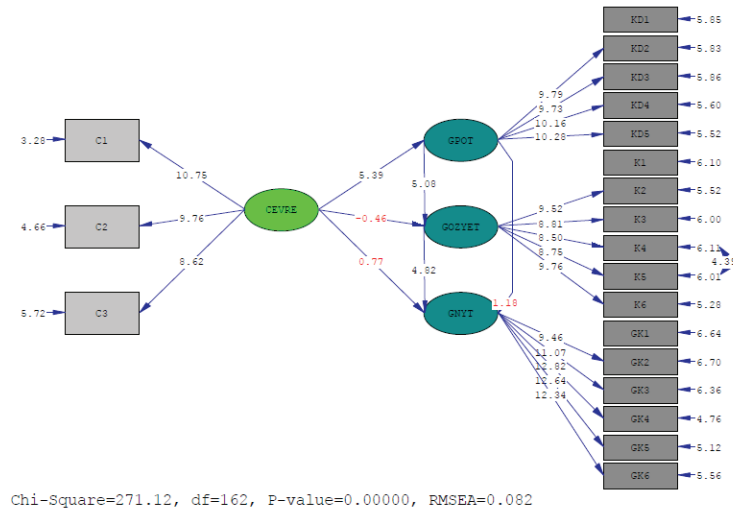 KD1 5.85
KD2 5.83
9.79
KD3 5.86
9.73
KD4 5.60
10.16
KD5 5.52
10.28
C1
3.28
GPOT
K1 6.10
10.75
5.39
5.08
K2 5.52
9.52
CEVRE
K3 6.00
8.81
9.76
-0.46
C2
4.66
GOZYET
8.50
K4 6.11
4.35
8.75
K5 6.01
8.62
0.77
4.82
9.76
K6 5.28
1.18
C3
5.72
GNYT
GK1 6.64
9.46
GK2 6.70
11.07
12.82
GK3 6.36
12.64
12.34
GK4 4.76
GK5 5.12
GK6 5.56
Chi-Square=271.12, df=162, P-value=0.00000, RMSEA=0.082